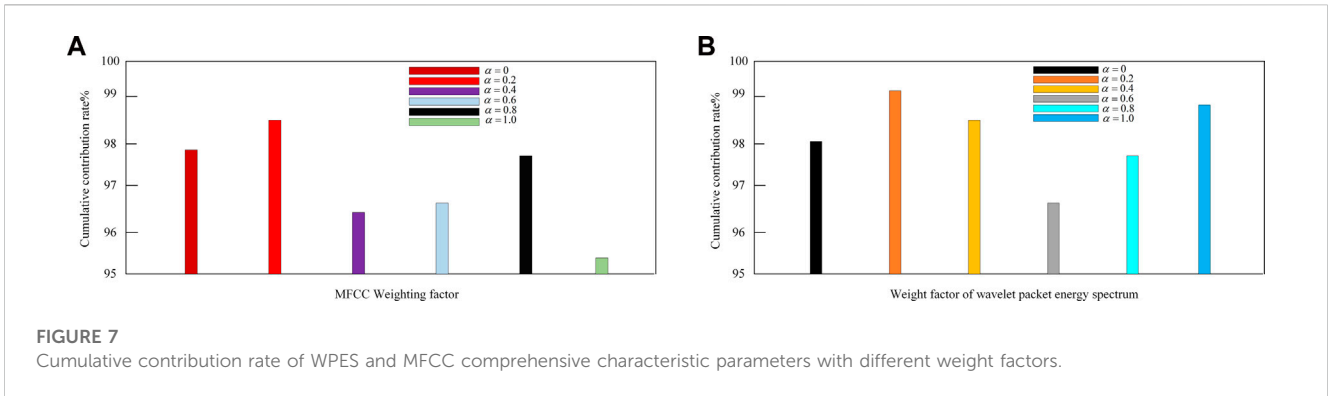 A
B
Cumulative contribution rate%
100
99
98
97
96
95
α = 0
α = 0.2
α = 0.4
α = 0.6
α = 0.8
α = 1.0
MFCC Weighting factor
Cumulative contribution rate%
100
99
98
97
96
95
α = 0
α = 0.2
α = 0.4
α = 0.6
α = 0.8
α = 1.0
Weight factor of wavelet packet energy spectrum
FIGURE 7
Cumulative contribution rate of WPES and MFCC comprehensive characteristic parameters with different weight factors.